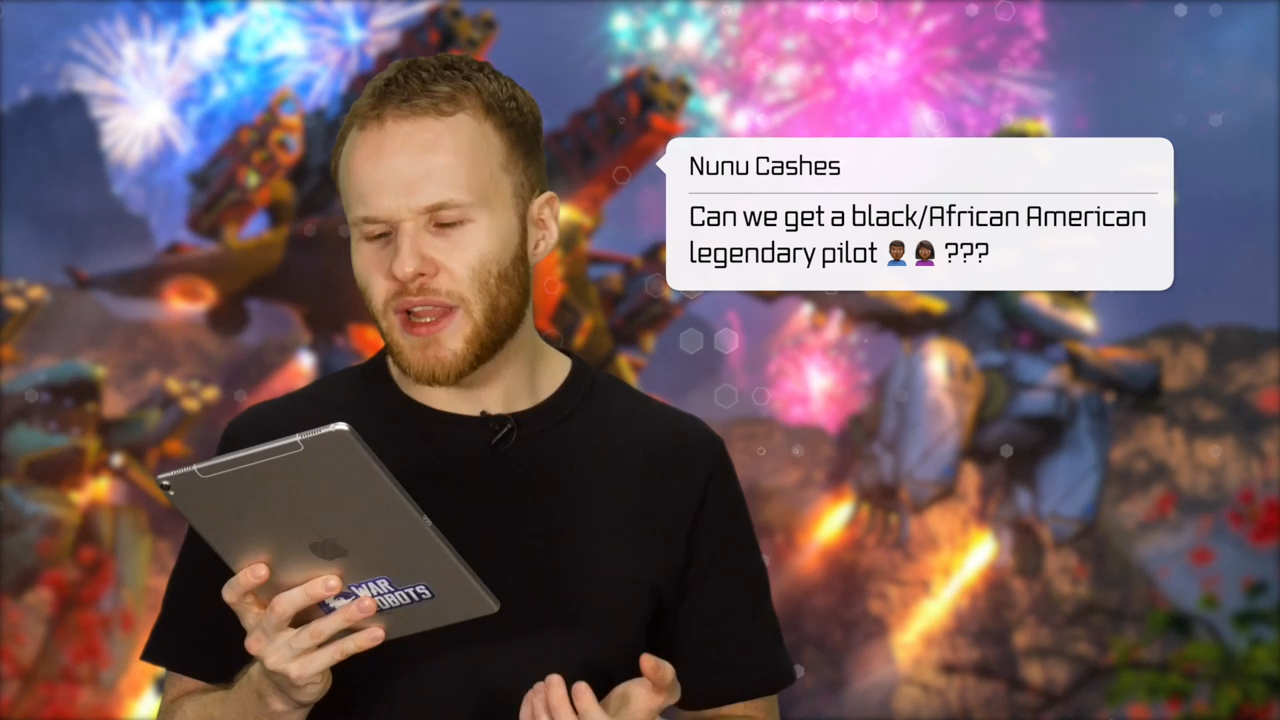 Nunu Cashes
Can we get a black/African American
legendary pilot 🙎🏾‍♂️🙎🏾‍♀️ ???
WAR
ROBOTS